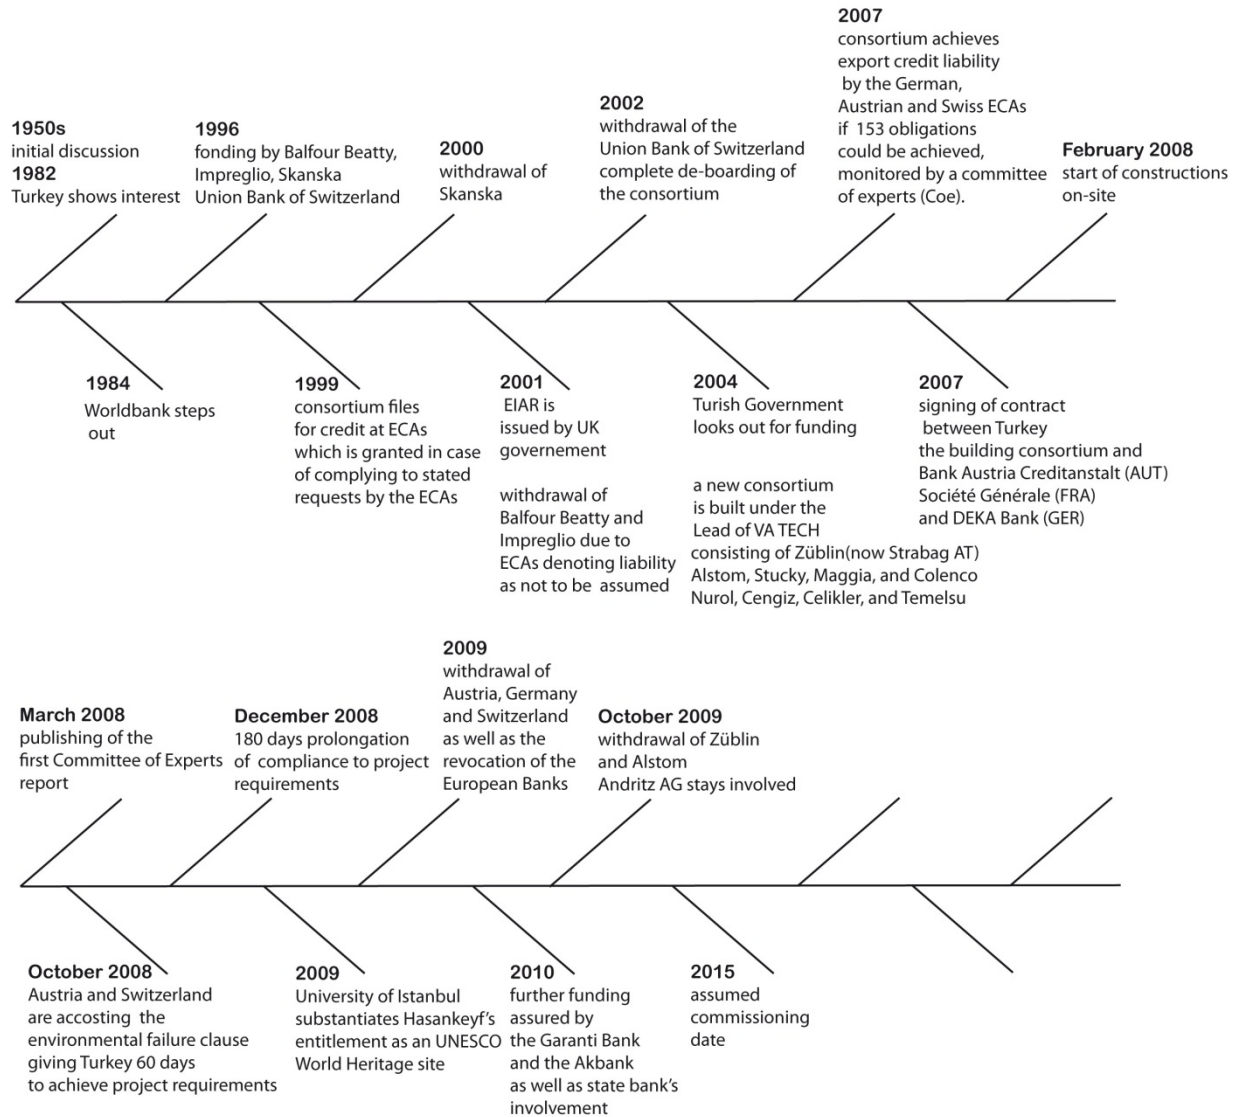 1950s
initial discussion
1982
Turkey shows interest
1996
fonding by Balfour Beatty,
Impreglio, Skanska
Union Bank of Switzerland
2000
withdrawal of
Skanska
2002
withdrawal of the
Union Bank of Switzerland
complete de-boarding of
the consortium
2007
consortium achieves
export credit liability
by the German,
Austrian and Swiss ECAs
if 153 obligations
could be achieved,
monitored by a committee
of experts (Coe).
February 2008
start of constructions
on-site
1984
Worldbank steps
out
1999
consortium files
for credit at ECAs
which is granted in case
of complying to stated
requests by the ECAs
2001
EIAR is
issued by UK
governement
withdrawal of
Balfour Beatty and
Impreglio due to
ECAs denoting liability
as not to be assumed
2004
Turish Government
looks out for funding
a new consortium
is built under the
Lead of VA TECH
consisting of Züblin(now Strabag AT)
Alstom, Stucky, Maggia, and Colenco
Nurol, Cengiz, Celikler, and Temelsu
2007
signing of contract
between Turkey
the building consortium and
Bank Austria Creditanstalt (AUT)
Société Générale (FRA)
and DEKA Bank (GER)
March 2008
publishing of the
first Committee of Experts
report
December 2008
180 days prolongation
of compliance to project
requirements
2009
withdrawal of
Austria, Germany
and Switzerland
as well as the
revocation of the
European Banks
October 2009
withdrawal of Züblin
and Alstom
Andritz AG stays involved
October 2008
Austria and Switzerland
are accosting the
environmental failure clause
giving Turkey 60 days
to achieve project requirements
2009
University of Istanbul
substantiates Hasankeyf's
entitlement as an UNESCO
World Heritage site
2010
further funding
assured by
the Garanti Bank
and the Akbank
as well as state bank's
involvement
2015
assumed
commissioning
date